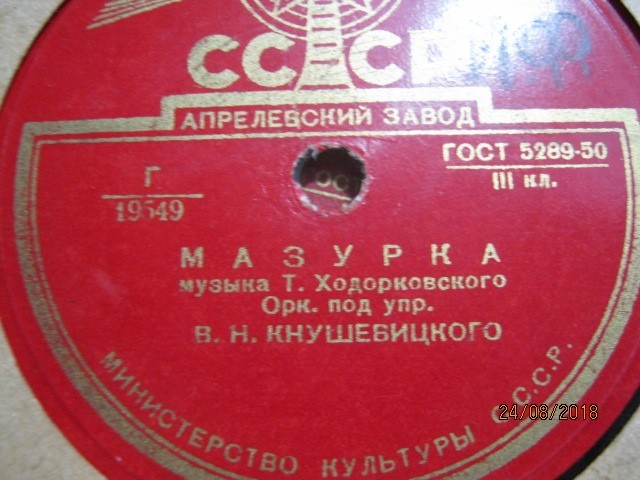 СССР
АПРЕЛЕВСКИЙ ЗАВОД
ГОСТ 5289-50
Г
19549
III кл.
МАЗУРКА
музыка Т. Ходорковского
Орк. под упр.
В. Н. КНУШЕВИЦКОГО
МИНИСТЕРСТВО КУЛЬТУРЫ С.С.С.Р.
24/08/2018